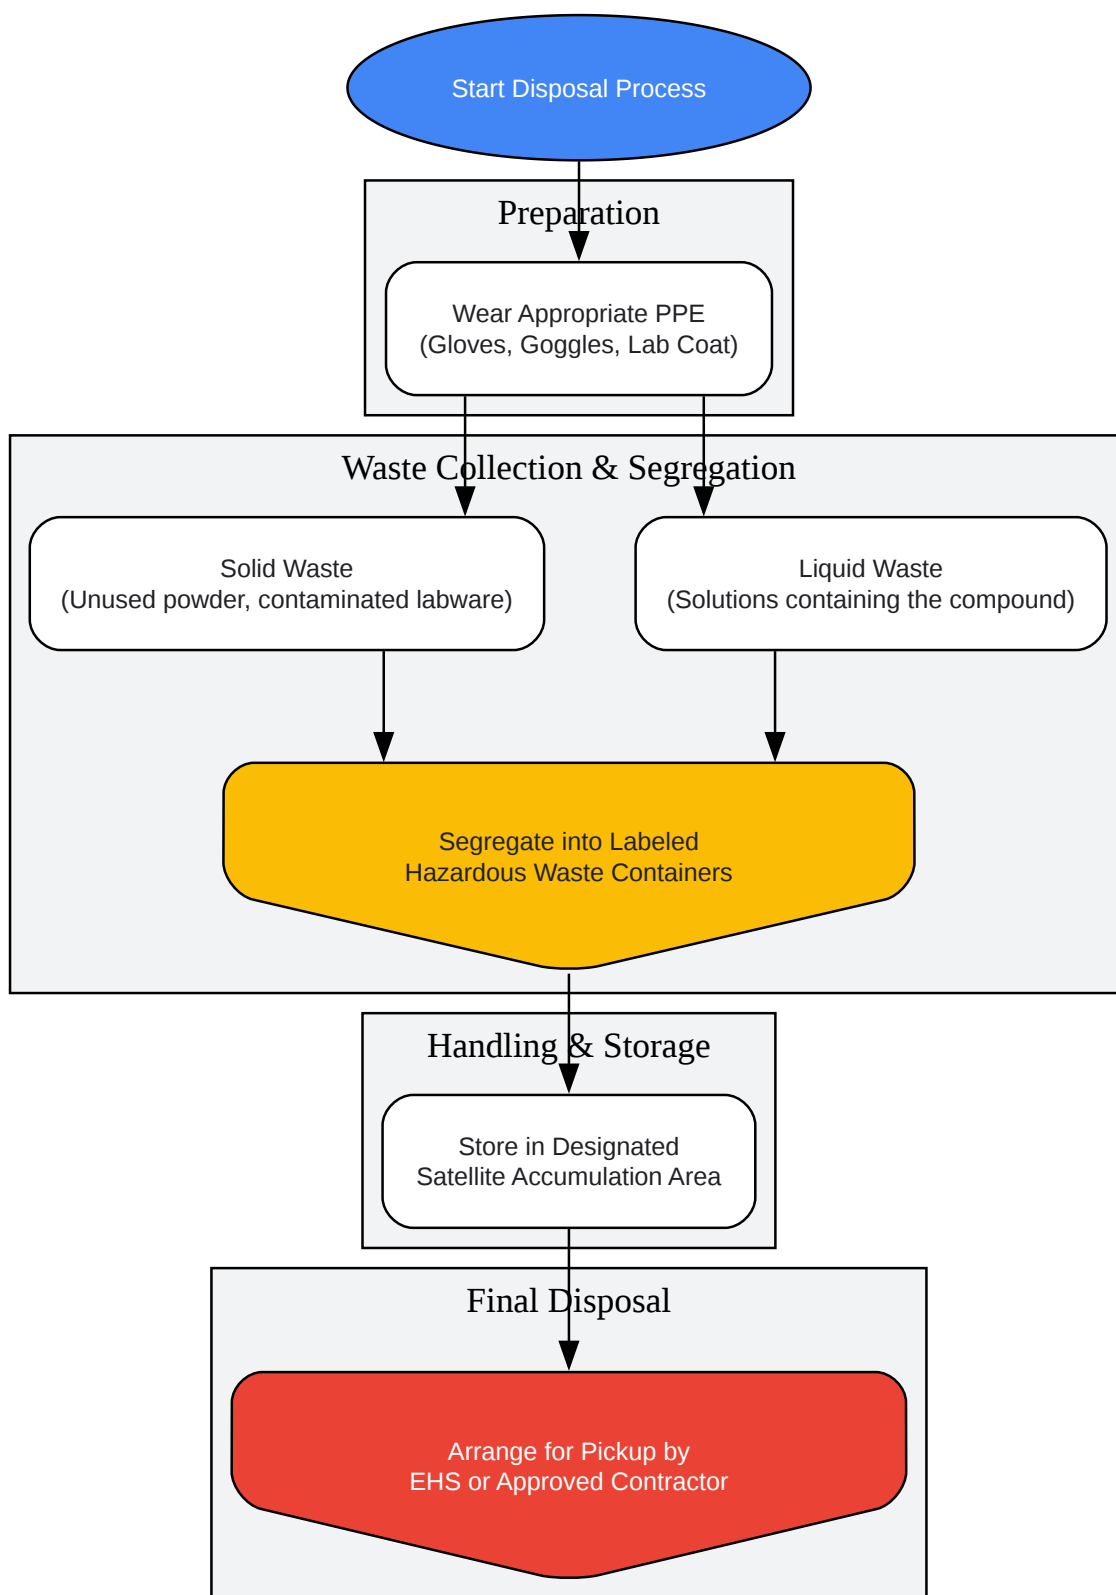 Start Disposal Process
Preparation
Wear Appropriate PPE
(Gloves, Goggles, Lab Coat)
Waste Collection & Segregation
Solid Waste
(Unused powder, contaminated labware)
Liquid Waste
(Solutions containing the compound)
Segregate into Labeled
Hazardous Waste Containers
Handling & Storage
Store in Designated
Satellite Accumulation Area
Final Disposal
Arrange for Pickup by
EHS or Approved Contractor